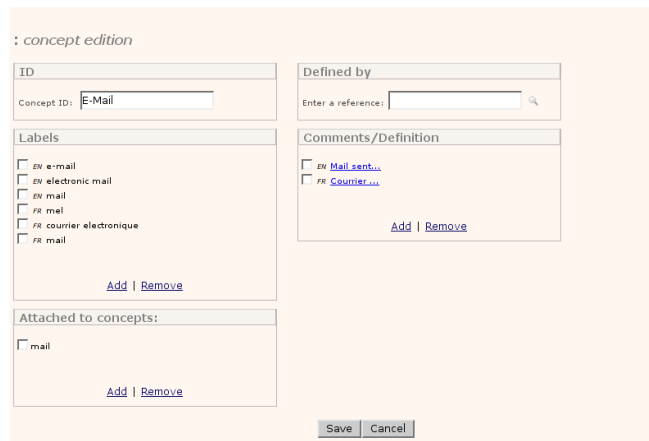 : concept edition
ID
Concept ID: E-Mail
Defined by
Enter a reference:
Labels
EN e-mail
EN electronic mail
EN mail
FR mel
FR courrier electronique
FR mail
Add | Remove
Comments/Definition
EN Mail sent...
FR Courrier ...
Add | Remove
Attached to concepts:
mail
Add | Remove
Save Cancel